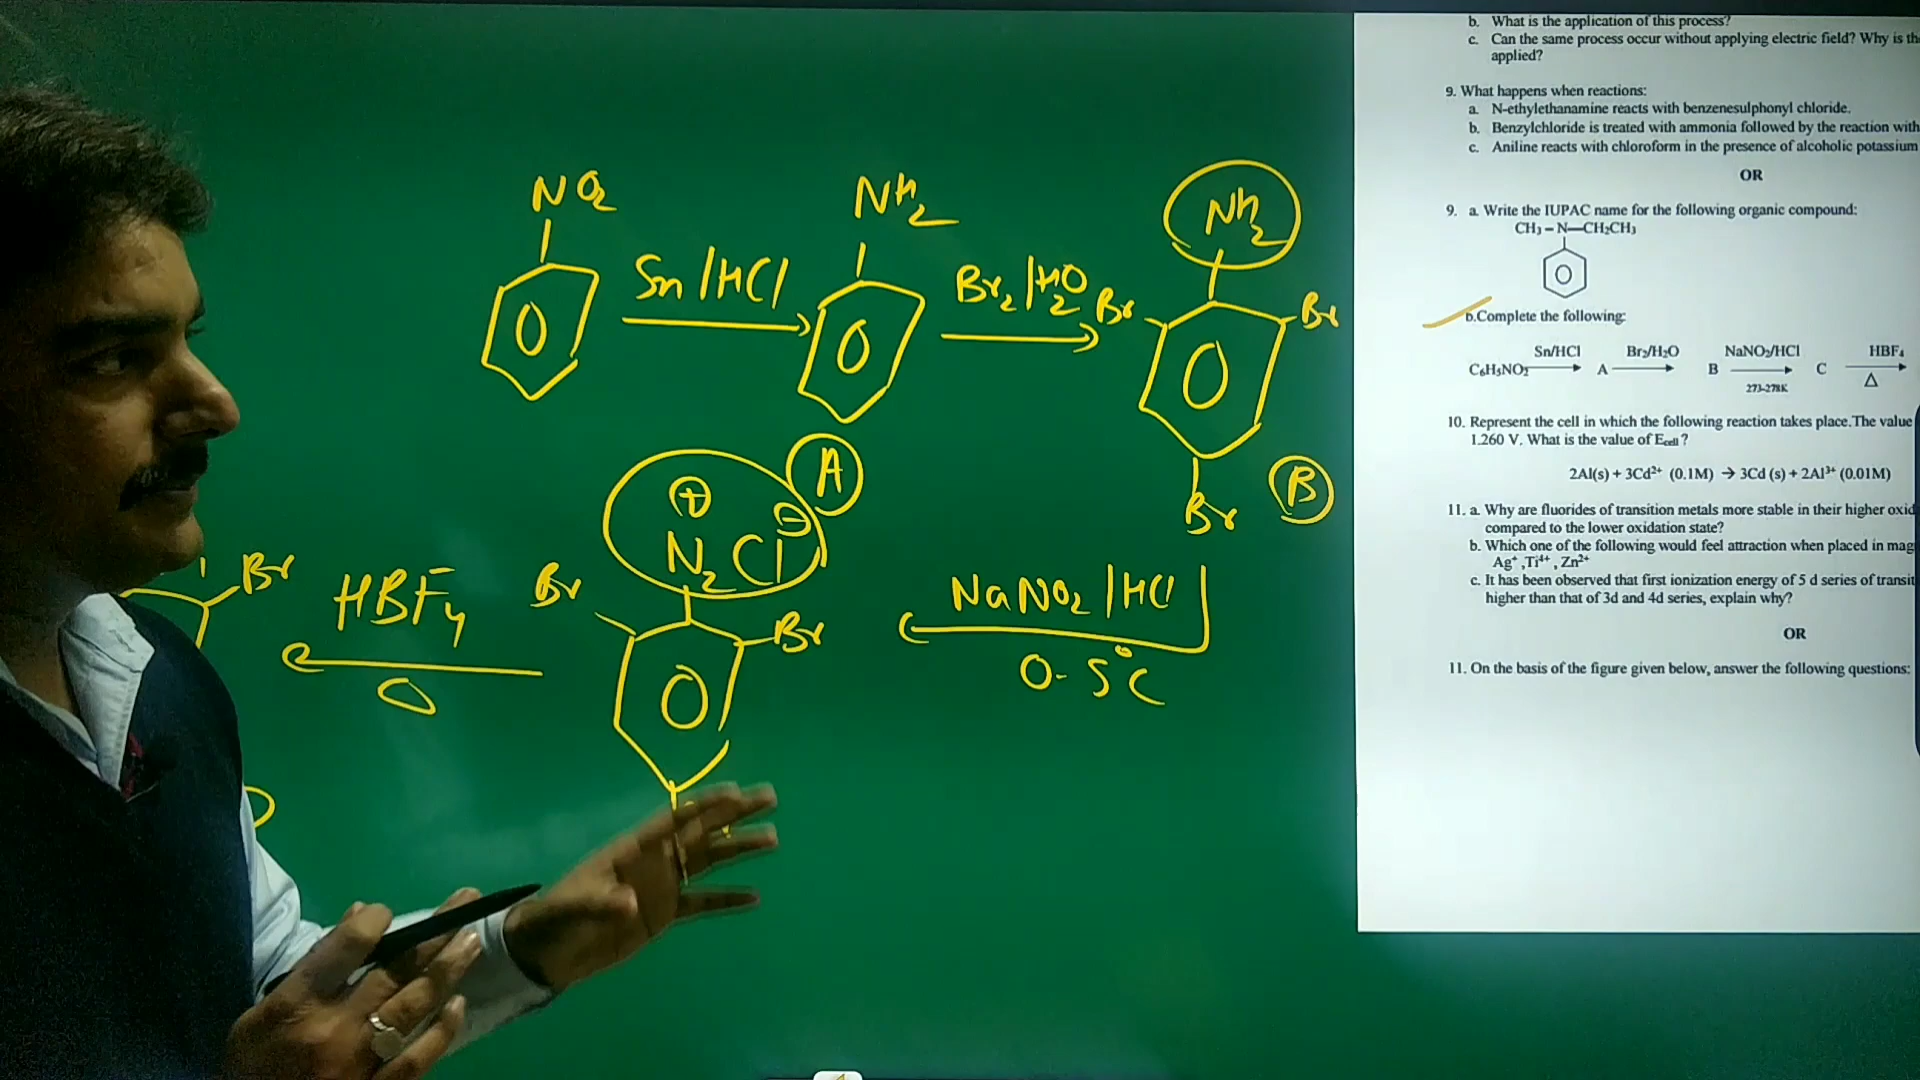 NO2
Sn/HCl
NH2
Br2/H2O
NH2
Br
Br
Br
A
B
NaNO2/HCl
0-5°C
⊕
⊖
N2Cl
Br
Br
HBF4
Br
b. What is the application of this process?
c. Can the same process occur without applying electric field? Why is
applied?
9. What happens when reactions:
a. N-ethylethanamine reacts with benzenesulphonyl chloride.
b. Benzylchloride is treated with ammonia followed by the reaction with
c. Aniline reacts with chloroform in the presence of alcoholic potassium
OR
9. a. Write the IUPAC name for the following organic compound:
CH3 – N—CH2CH3
b.Complete the following:
Sn/HCl Br2/H2O NaNO2/HCl HBF4
C6H5NO2 → A → B → C →
273-278K Δ
10. Represent the cell in which the following reaction takes place.The value
1.260 V. What is the value of Ecell ?
2Al(s) + 3Cd2+ (0.1M) → 3Cd (s) + 2Al3+ (0.01M)
11. a. Why are fluorides of transition metals more stable in their higher
compared to the lower oxidation state?
b. Which one of the following would feel attraction when placed in
Ag+ ,Ti4+ , Zn2+
c. It has been observed that first ionization energy of 5 d series of
higher than that of 3d and 4d series, explain why?
OR
11. On the basis of the figure given below, answer the following questions: